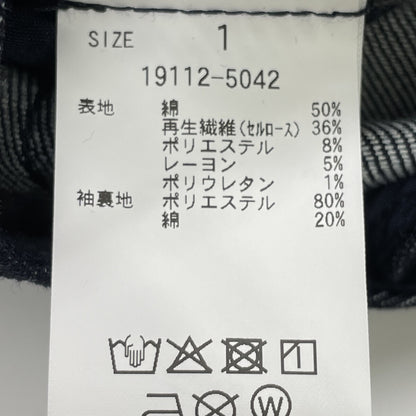 SIZE 1
19112-5042
表地 綿 50%
再生繊維(セルロース) 36%
ポリエステル 8%
レーヨン 5%
ポリウレタン 1%
袖裏地 ポリエステル 80%
綿 20%
W